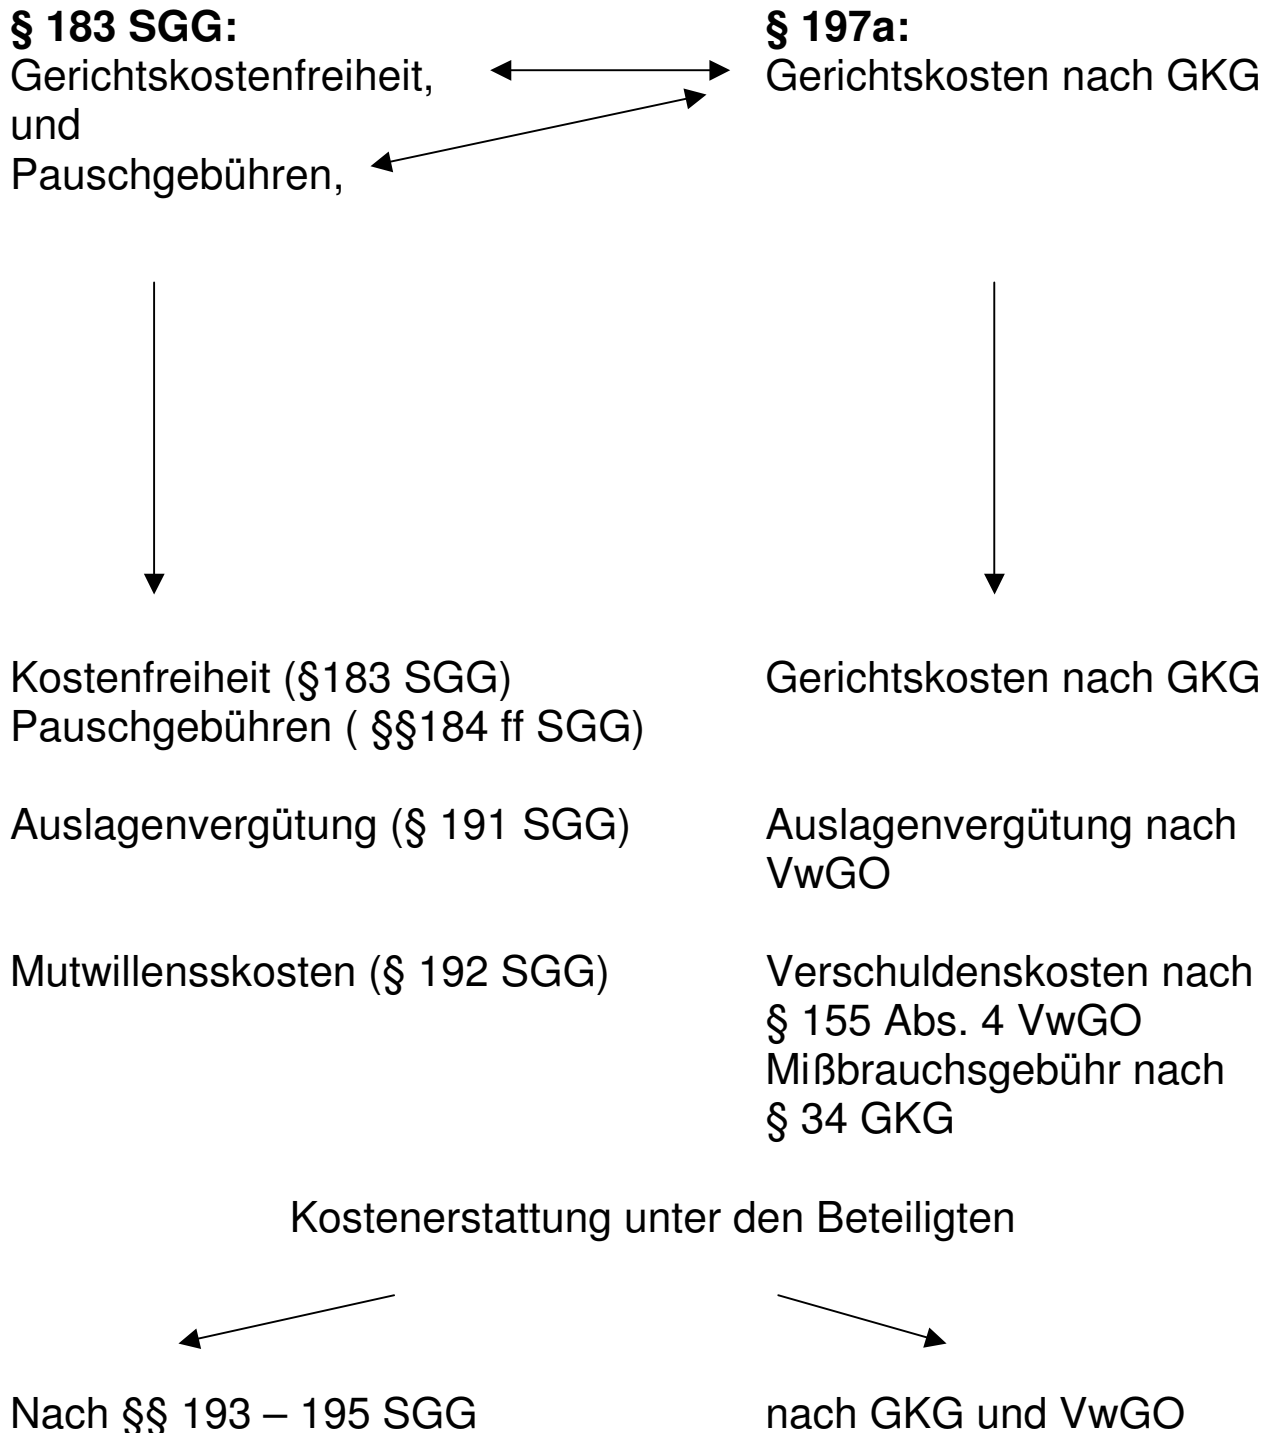 § 183 SGG:
Gerichtskostenfreiheit,
und
Pauschgebühren,
§ 197a:
Gerichtskosten nach GKG
Kostenfreiheit (§183 SGG)
Pauschgebühren ( §§184 ff SGG)
Gerichtskosten nach GKG
Auslagenvergütung (§ 191 SGG)
Auslagenvergütung nach
VwGO
Mutwillensskosten (§ 192 SGG)
Verschuldenskosten nach
§ 155 Abs. 4 VwGO
Mißbrauchsgebühr nach
§ 34 GKG
Kostenerstattung unter den Beteiligten
Nach §§ 193 – 195 SGG
nach GKG und VwGO